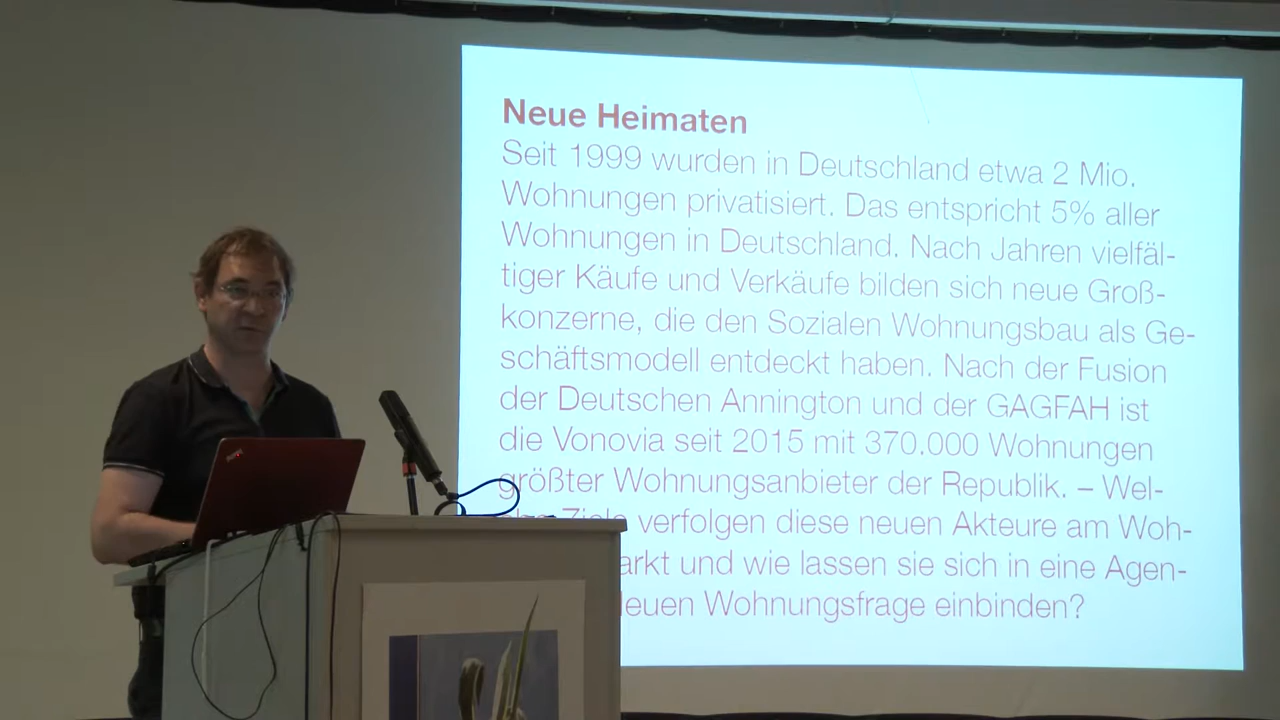 Neue Heimaten
Seit 1999 wurden in Deutschland etwa 2 Mio.
Wohnungen privatisiert. Das entspricht 5% aller
Wohnungen in Deutschland. Nach Jahren vielfäl-
tiger Käufe und Verkäufe bilden sich neue Groß-
konzerne, die den Sozialen Wohnungsbau als Ge-
schäftsmodell entdeckt haben. Nach der Fusion
der Deutschen Annington und der GAGFAH ist
die Vonovia seit 2015 mit 370.000 Wohnungen
größter Wohnungsanbieter der Republik. – Wel-
Ziele verfolgen diese neuen Akteure am Woh-
arkt und wie lassen sie sich in eine Agen-
Neuen Wohnungsfrage einbinden?